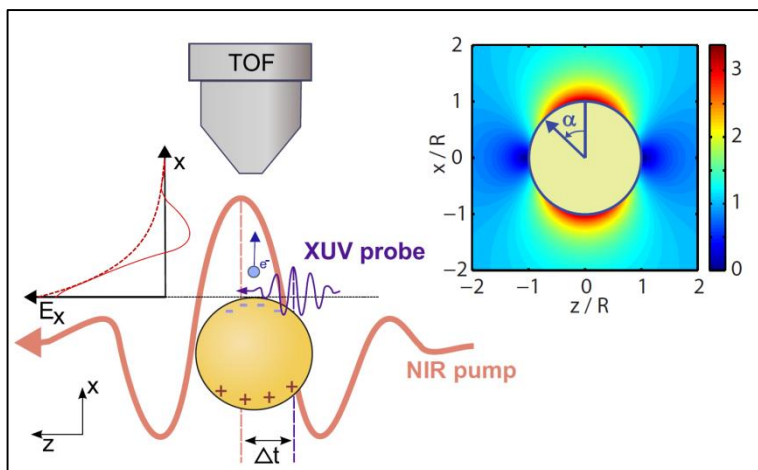 TOF
x
XUV probe
e-
Ex
NIR pump
x
z
Δt
- - - - - -
+ + + + +
2
1
0
-1
-2
x / R
α
-2
-1
0
1
2
z / R
3
2
1
0